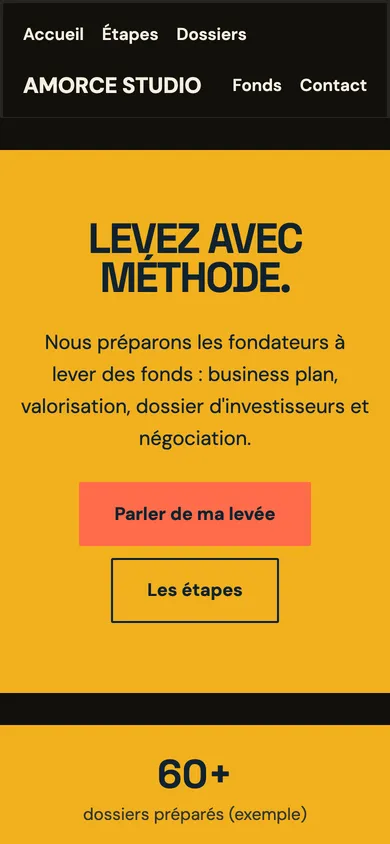 Accueil Étapes Dossiers
AMORCE STUDIO Fonds Contact
LEVEZ AVEC
MÉTHODE.
Nous préparons les fondateurs à
lever des fonds : business plan,
valorisation, dossier d'investisseurs et
négociation.
Parler de ma levée
Les étapes
60+
dossiers préparés (exemple)